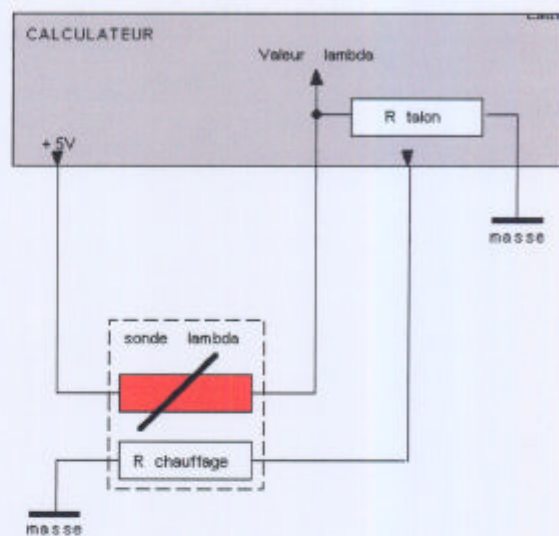 CALCULATEUR
Valeur lambda
R talon
+5V
masse
sonde lambda
R chauffage
masse